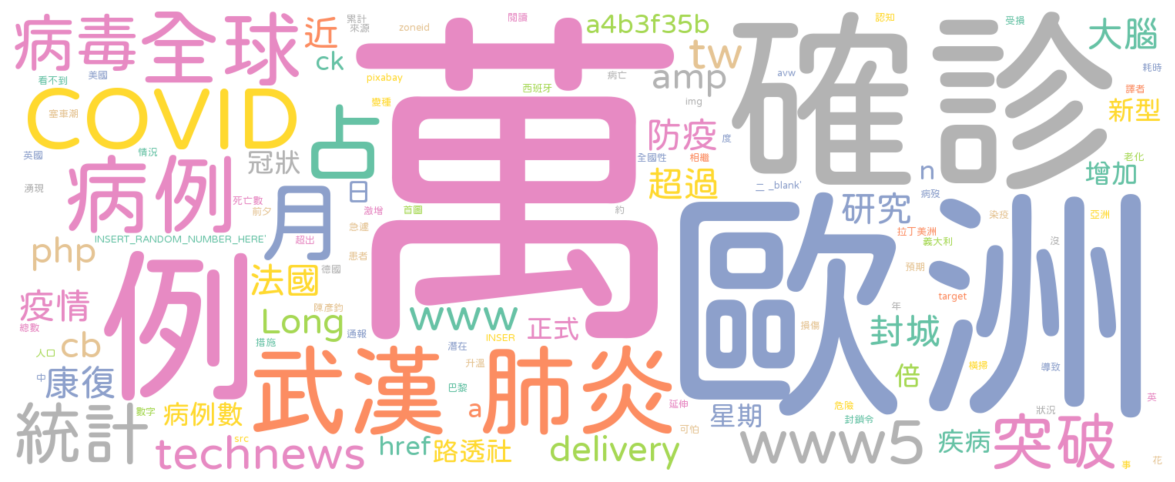 病毒
全球
近
ck
累計
來源
zoneid
閱讀
a4b3f35b
tw
amp
認知
受損
大腦
耗時
譯者
新型
看不到
美國
塞車潮
COVID
萬
pixabay
變種
西班牙
病亡
img
avw
確診
防疫
度
全國性
相繼
超過
英國
情況
病例
冠狀
占
月
日
湧現
死亡數
前夕
激增
首圖
約
INSERT_RANDOM_NUMBER_HERE'
超出
急遽
患者
php
法國
德國
n
二
_blank'
研究
病歿
增加
老化
染疫
亞洲
拉丁美洲
義大利
沒
歐洲
預期
target
年
疫情
總數
例
Long
陳彥鈞
通報
www
正式
INSER
損傷
封城
人口
cb
措施
潛在
升溫
倍
橫掃
導致
中
康復
武漢
肺炎
巴黎
延伸
星期
危險
封鎖令
狀況
英
統計
數字
病例數
technews
src
href
a
路透社
delivery
可怕
www5
疾病
突破
事
花